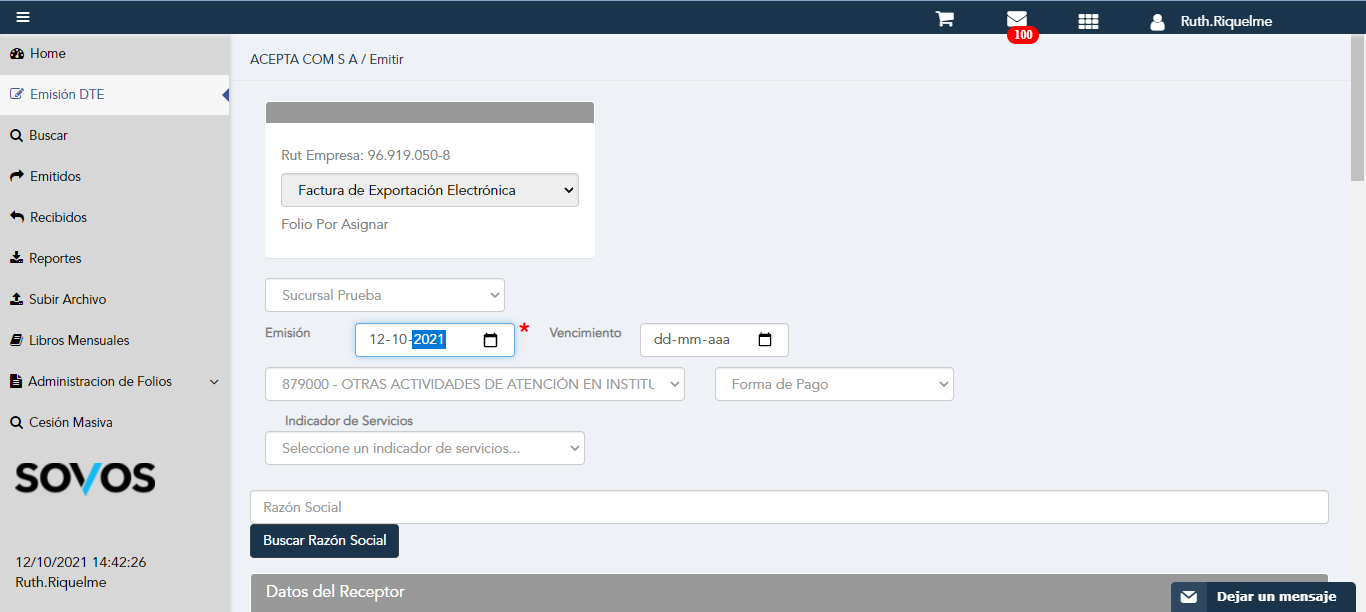 Ruth.Riquelme
100
Home
Emisión DTE
Buscar
Emitidos
Recibidos
Reportes
Subir Archivo
Libros Mensuales
Administracion de Folios
Cesión Masiva
SOVOS
12/10/2021 14:42:26
Ruth.Riquelme
ACEPTA COM S A / Emitir
Rut Empresa: 96.919.050-8
Factura de Exportación Electrónica
Folio Por Asignar
Sucursal Prueba
Emisión 12-10-2021 * Vencimiento dd-mm-aaa
879000 - OTRAS ACTIVIDADES DE ATENCIÓN EN INSTITU Forma de Pago
Indicador de Servicios
Seleccione un indicador de servicios...
Razón Social
Buscar Razón Social
Datos del Receptor
Dejar un mensaje